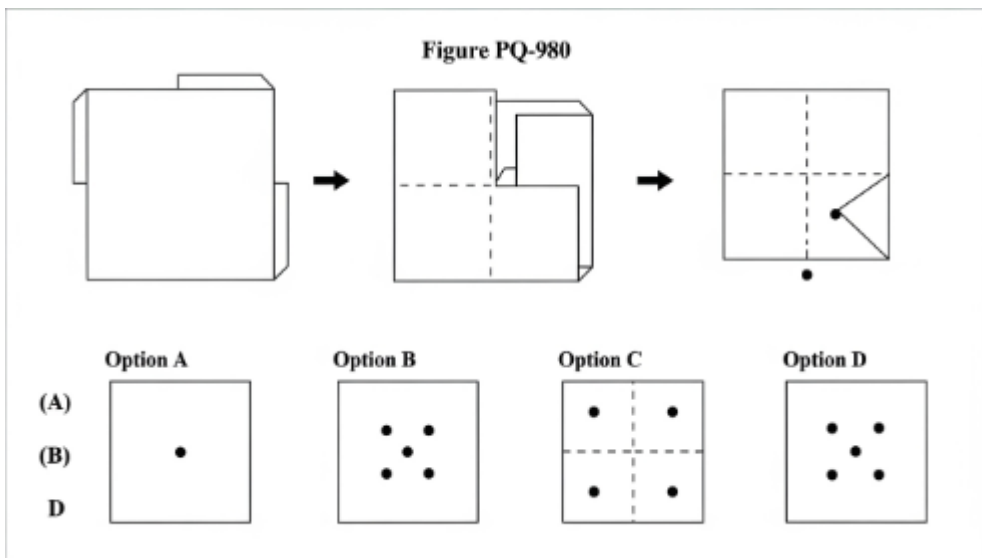 Figure PQ-980
Option A
Option B
Option C
Option D
(A)
(B)
D